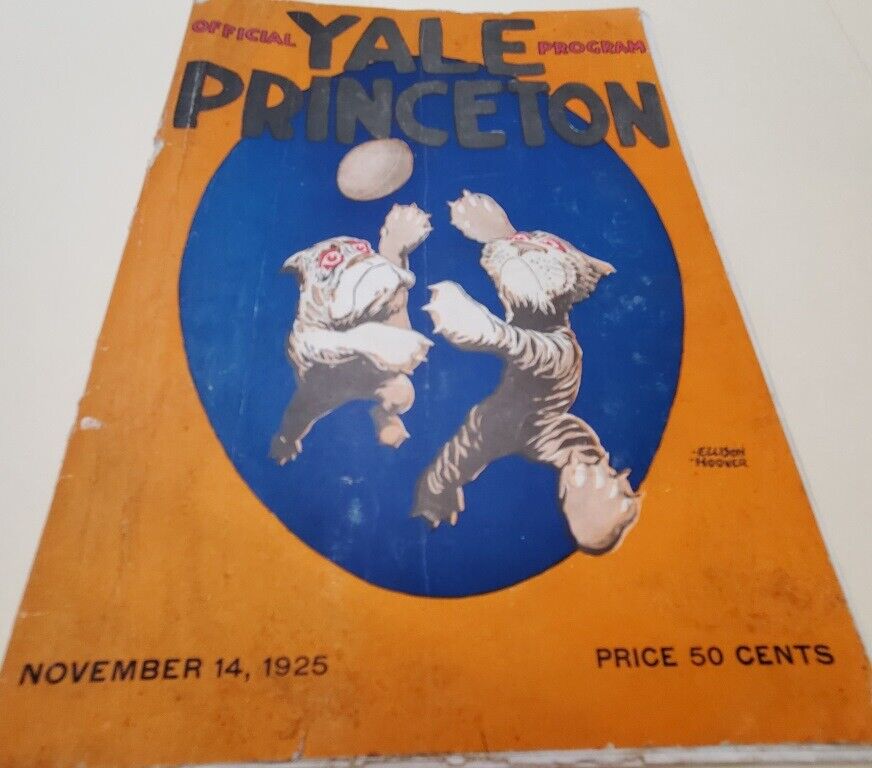 OFFICIAL YALE PROGRAM
PRINCETON
ELLISON
HOOVER
NOVEMBER 14, 1925
PRICE 50 CENTS